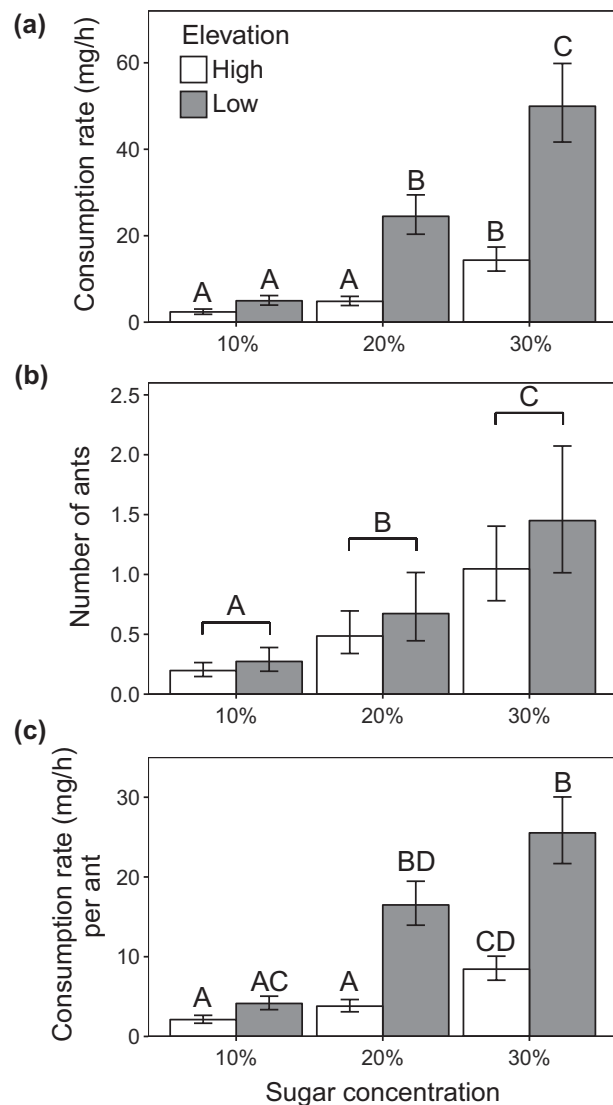 (a)
Elevation
High
Low
Consumption rate (mg/h)
60
40
20
0
A
A
A
B
B
C
10%
20%
30%
(b)
Number of ants
2.5
2.0
1.5
1.0
0.5
0.0
A
B
C
10%
20%
30%
(c)
Consumption rate (mg/h)
per ant
30
20
10
0
A
AC
A
BD
CD
B
10%
20%
30%
Sugar concentration